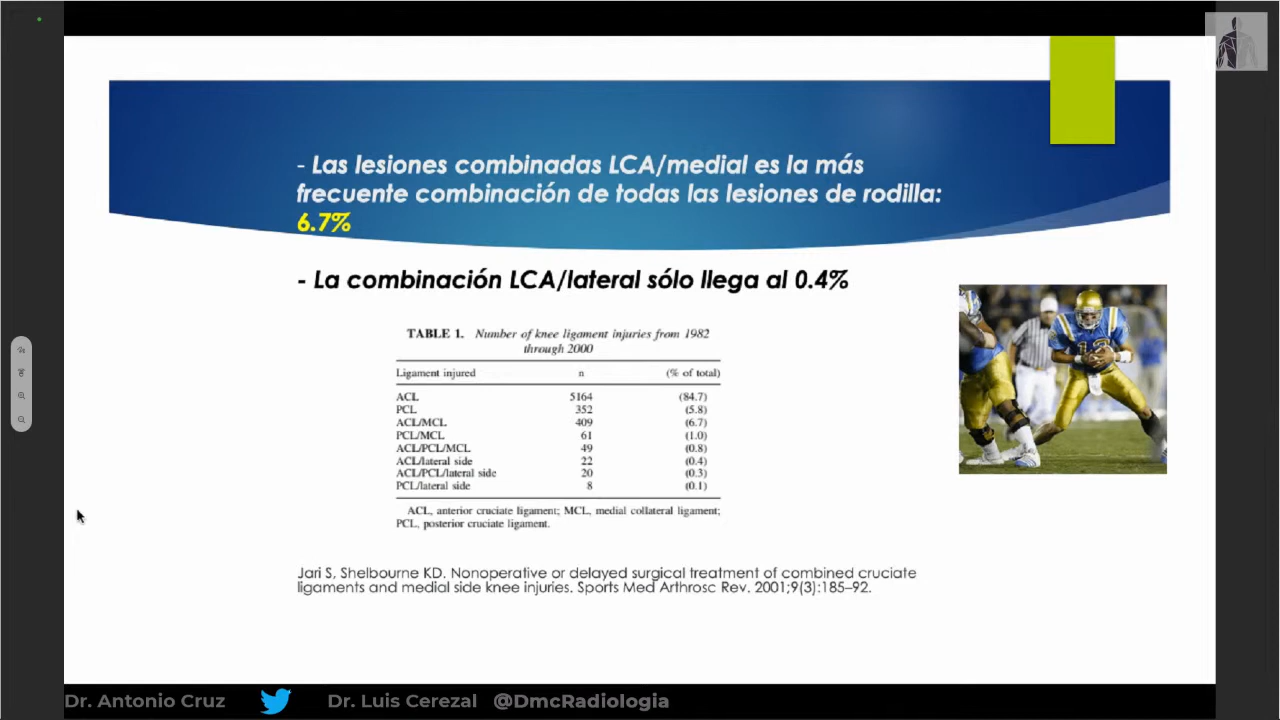 - Las lesiones combinadas LCA/medial es la más
frecuente combinación de todas las lesiones de rodilla:
6.7%
- La combinación LCA/lateral sólo llega al 0.4%
TABLE 1. Number of knee ligament injuries from 1982
through 2000
Ligament injured n (% of total)
ACL 5164 (84.7)
PCL 352 (5.8)
ACL/MCL 409 (6.7)
PCL/MCL 61 (1.0)
ACL/PCL/MCL 49 (0.8)
ACL/lateral side 22 (0.4)
ACL/PCL/lateral side 20 (0.3)
PCL/lateral side 8 (0.1)
ACL, anterior cruciate ligament; MCL, medial collateral ligament;
PCL, posterior cruciate ligament.
Jari S, Shelbourne KD. Nonoperative or delayed surgical treatment of combined cruciate
ligaments and medial side knee injuries. Sports Med Arthrosc Rev. 2001;9(3):185–92.
Dr. Antonio Cruz Dr. Luis Cerezal @DmcRadiologia